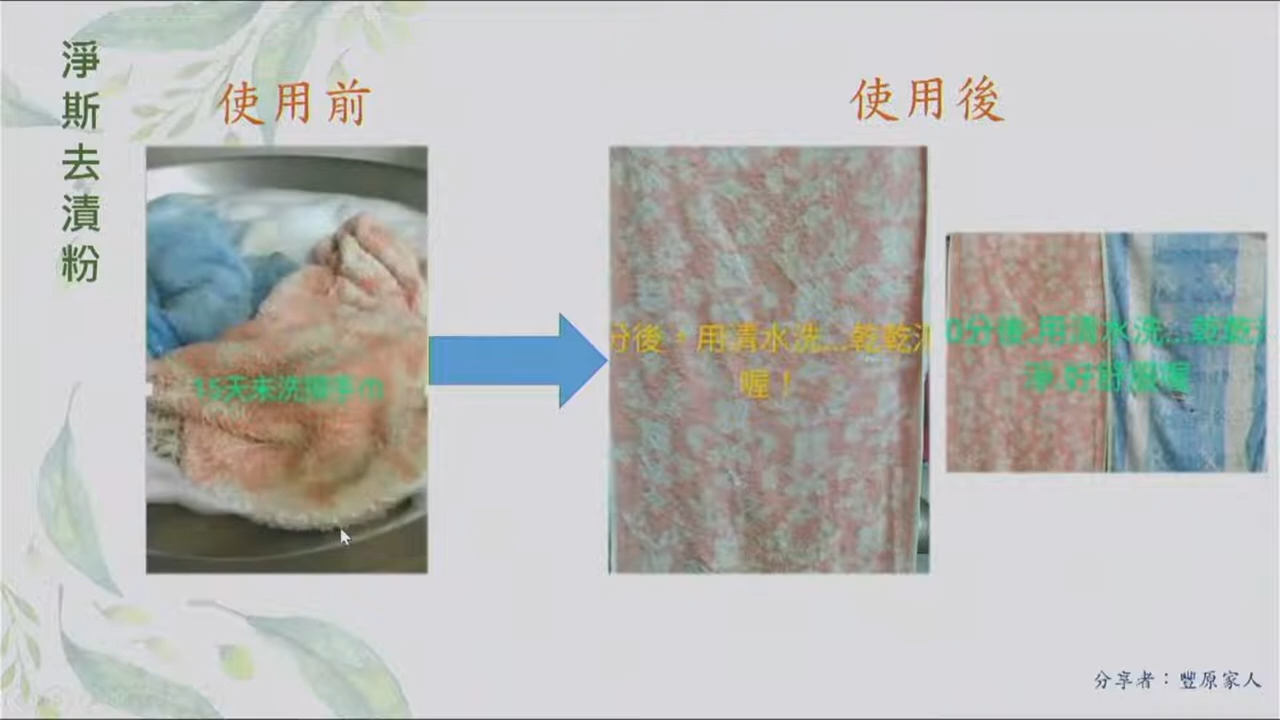 淨斯去漬粉
使用前
使用後
15天未洗擦手巾
分後，用清水洗...乾乾
喔！
0分後.用清水洗...乾乾
淨.好舒服喔
分享者：豐原家人